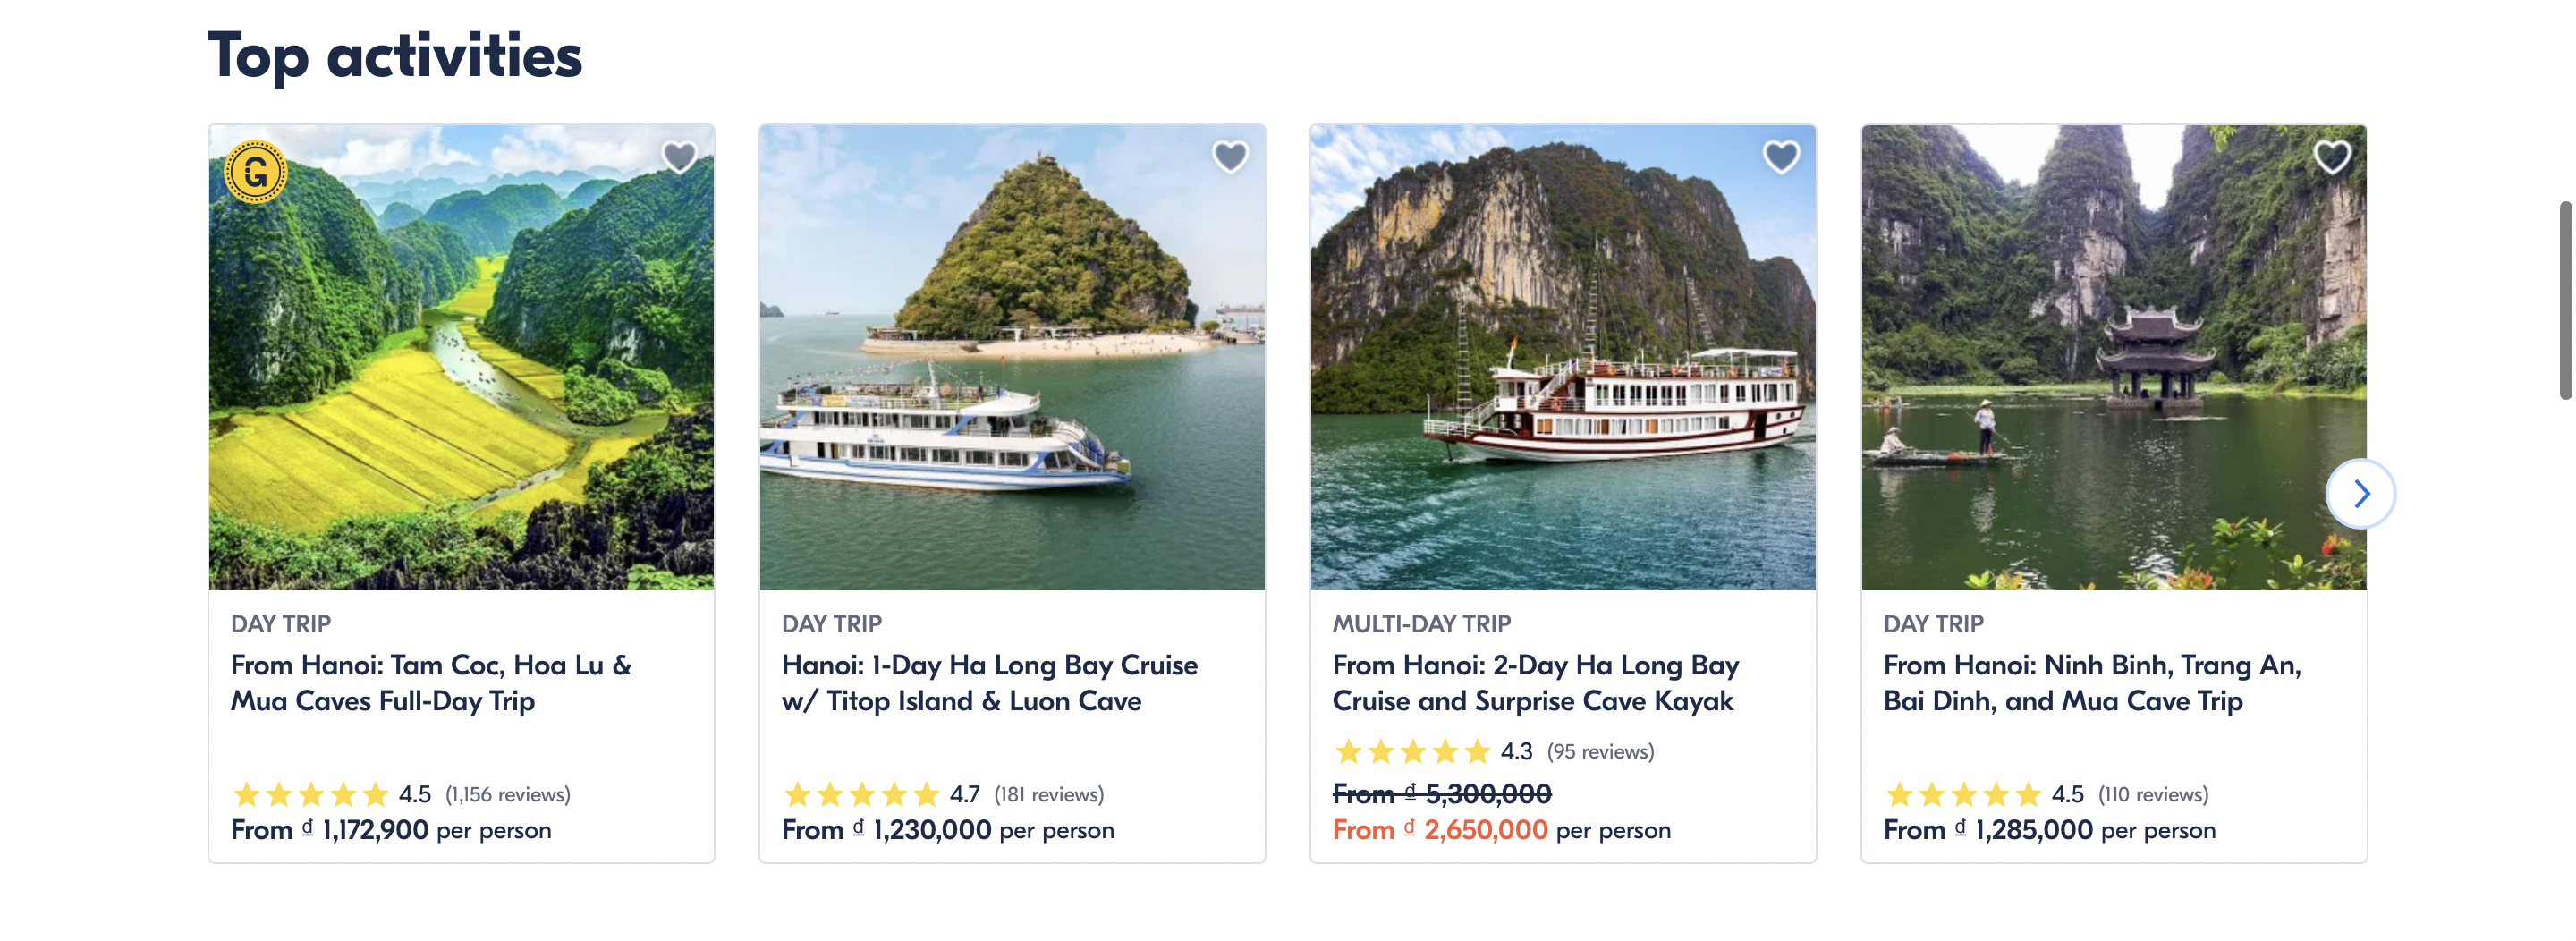 Top activities
G
DAY TRIP
From Hanoi: Tam Coc, Hoa Lu &
Mua Caves Full-Day Trip
4.5 (1,156 reviews)
From ₫ 1,172,900 per person
DAY TRIP
Hanoi: 1-Day Ha Long Bay Cruise
w/ Titop Island & Luon Cave
4.7 (181 reviews)
From ₫ 1,230,000 per person
MULTI-DAY TRIP
From Hanoi: 2-Day Ha Long Bay
Cruise and Surprise Cave Kayak
4.3 (95 reviews)
From ₫ 5,300,000
From ₫ 2,650,000 per person
DAY TRIP
From Hanoi: Ninh Binh, Trang An,
Bai Dinh, and Mua Cave Trip
4.5 (110 reviews)
From ₫ 1,285,000 per person